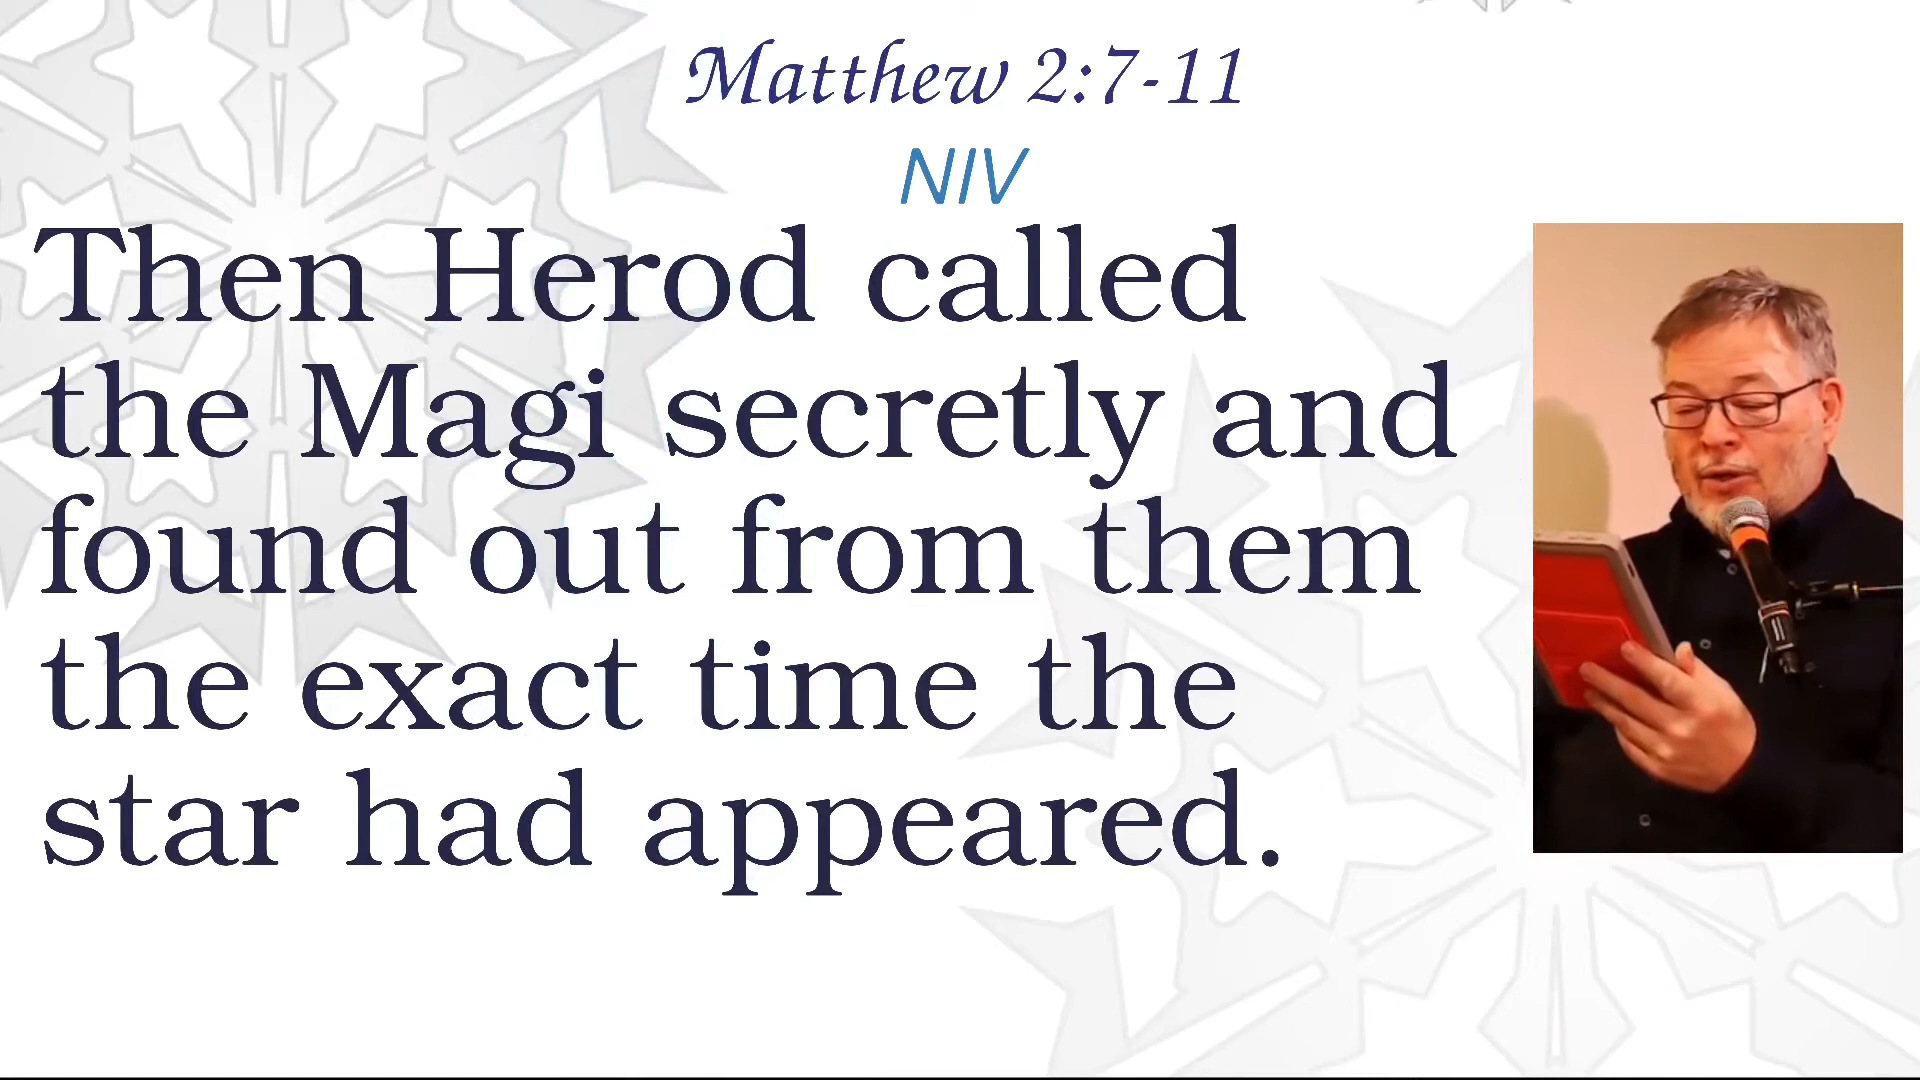 Matthew 2:7-11
NIV
Then Herod called
the Magi secretly and
found out from them
the exact time the
star had appeared.